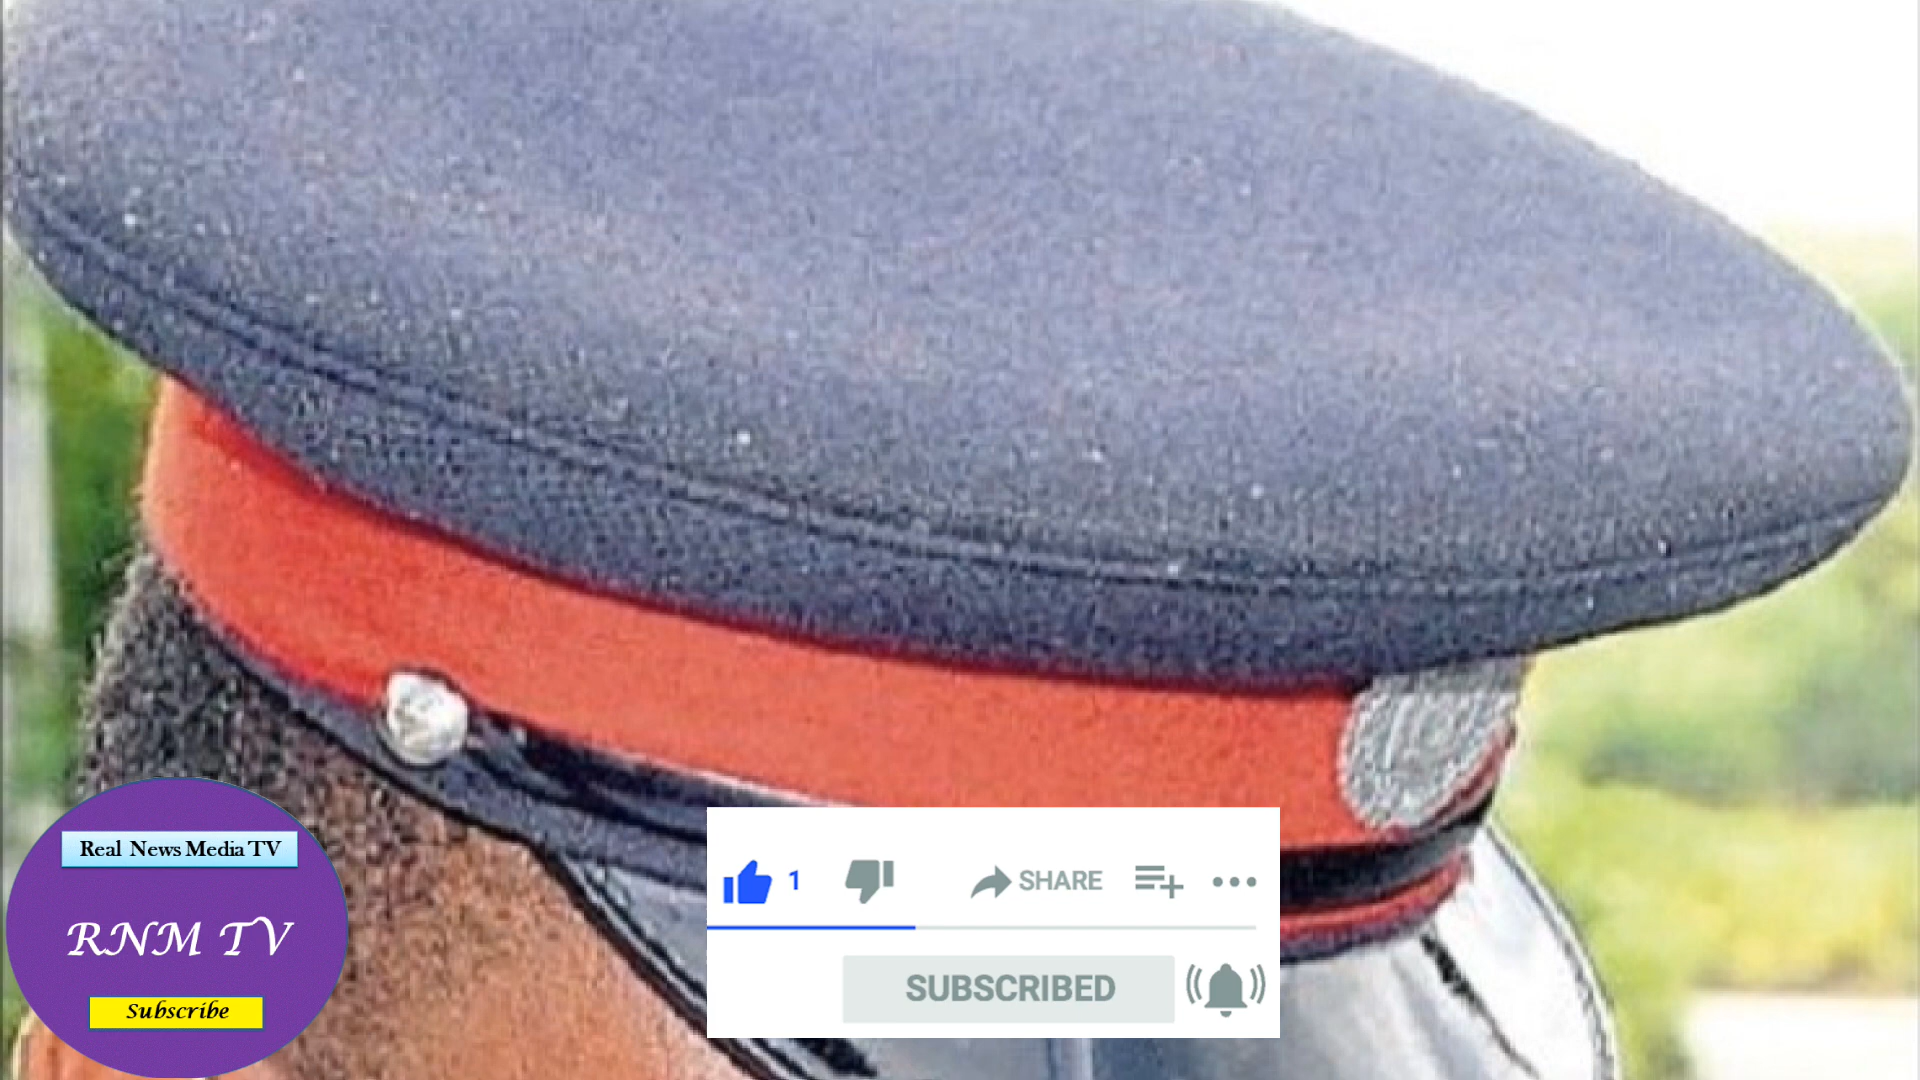 Real News Media TV
RNM TV
Subscribe
1
SHARE
SUBSCRIBED